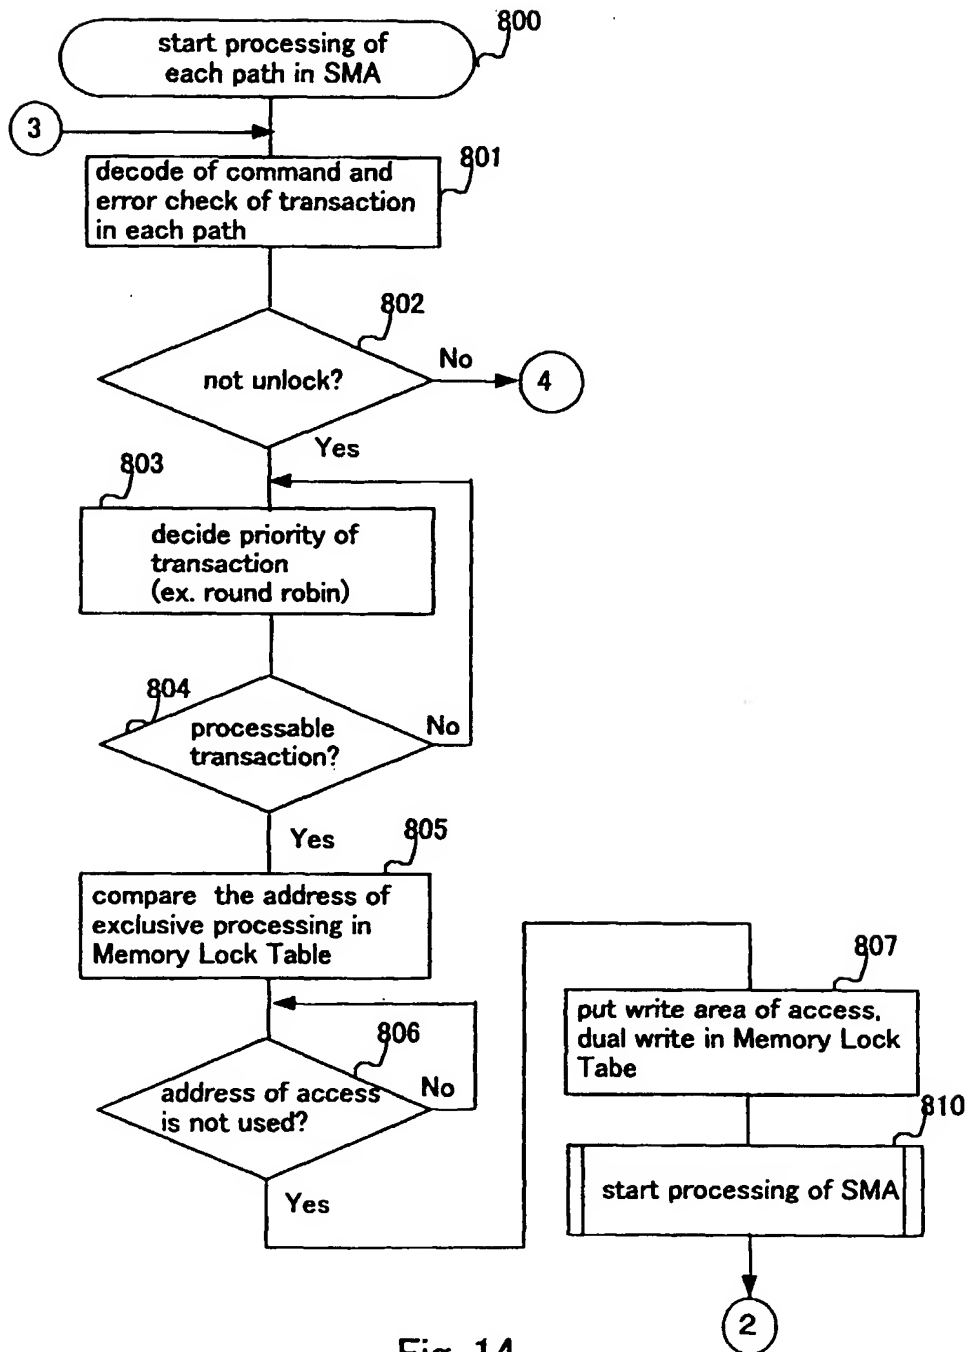 800
start processing of
each path in SMA
3
801
decode of command and
error check of transaction
in each path
802
not unlock?
No
4
Yes
803
decide priority of
transaction
(ex. round robin)
804
processable
transaction?
No
Yes
805
compare the address of
exclusive processing in
Memory Lock Table
806
address of access
is not used?
No
Yes
807
put write area of access,
dual write in Memory Lock
Tabe
810
start processing of SMA
2
Fig. 14